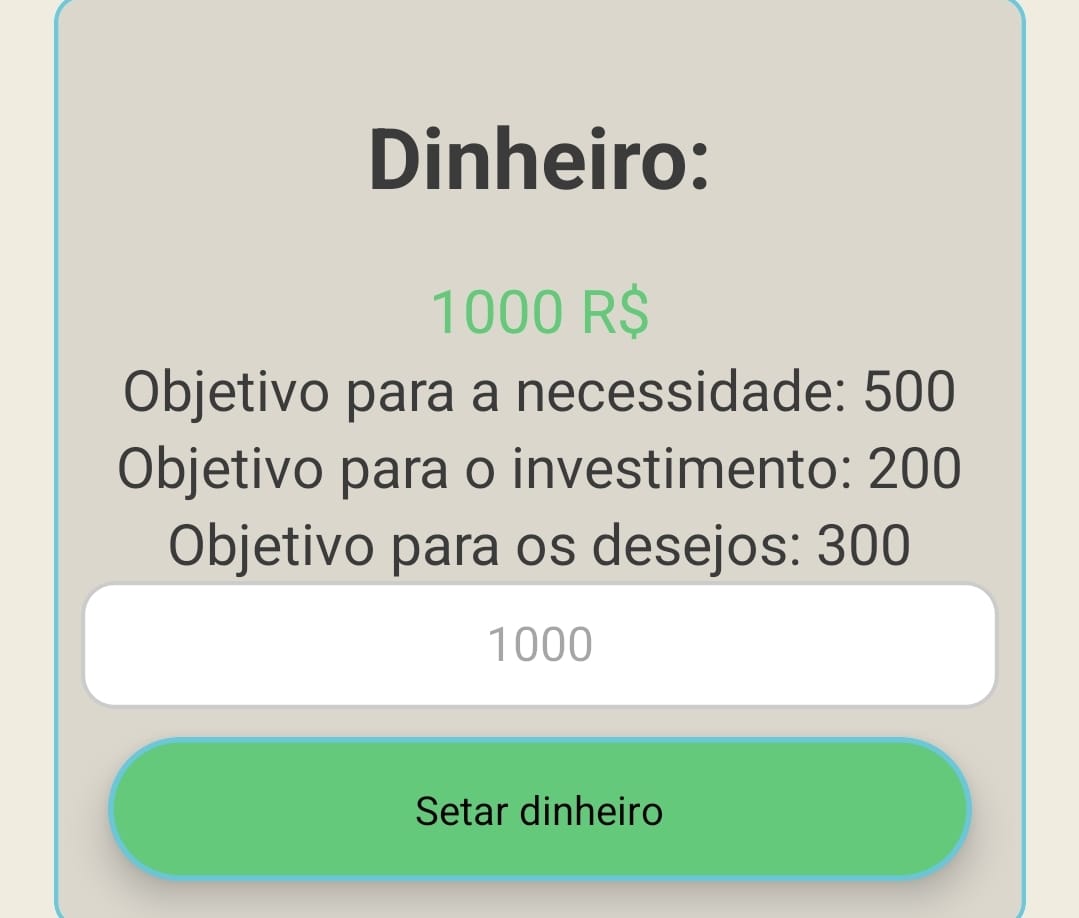 Dinheiro:
1000 R$
Objetivo para a necessidade: 500
Objetivo para o investimento: 200
Objetivo para os desejos: 300
1000
Setar dinheiro